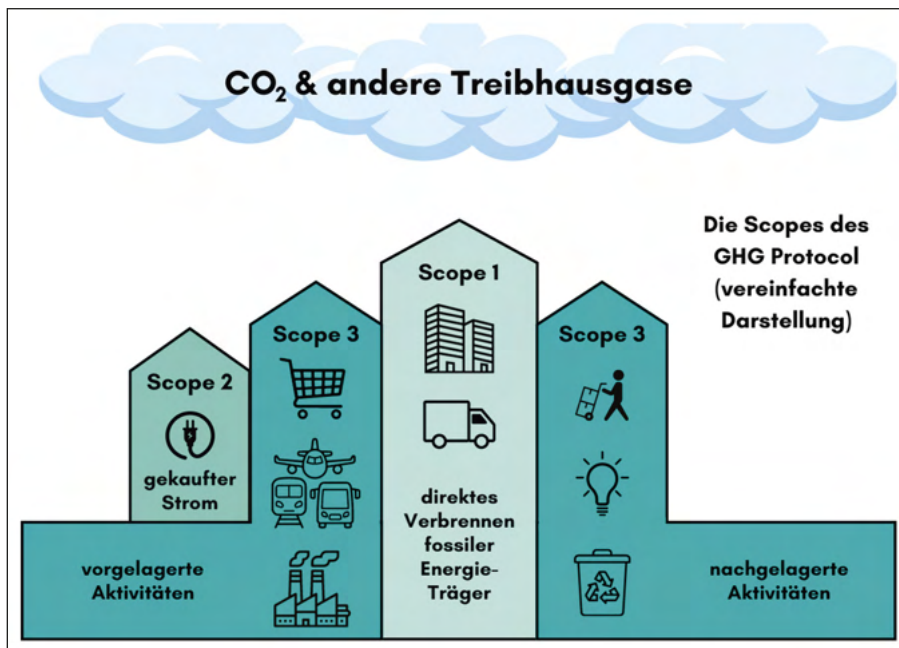 CO₂ & andere Treibhausgase
Die Scopes des
GHG Protocol
(vereinfachte
Darstellung)
Scope 1
direktes
Verbrennen
fossiler
Energie-
Träger
Scope 3
Scope 3
Scope 2
gekaufter
Strom
vorgelagerte
Aktivitäten
nachgelagerte
Aktivitäten